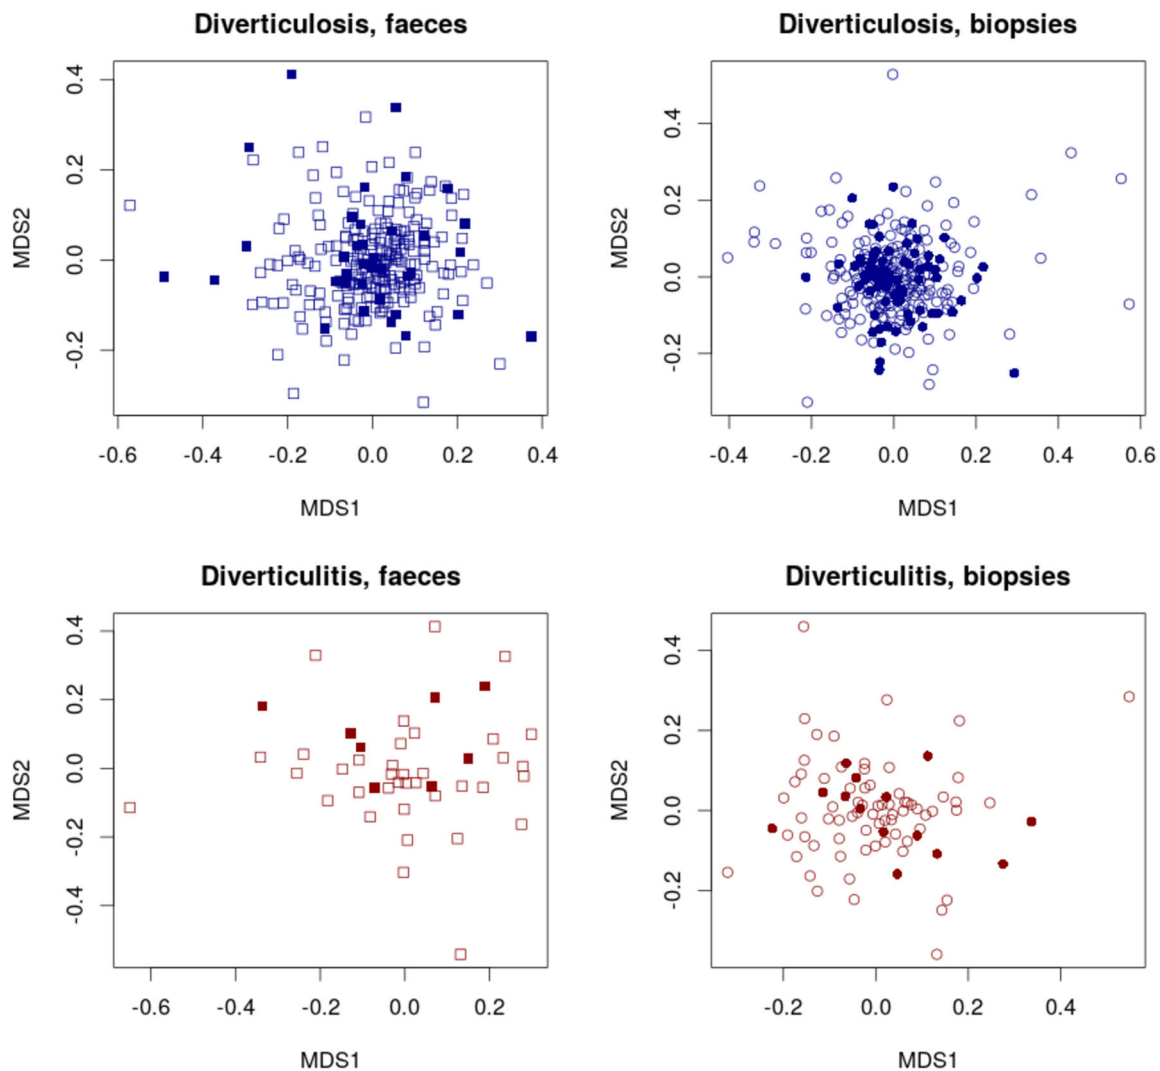 Diverticulosis, faeces
0.4
0.2
0.0
-0.2
MDS2
-0.6 -0.4 -0.2 0.0 0.2 0.4
MDS1
Diverticulosis, biopsies
0.4
0.2
0.0
-0.2
MDS2
-0.4 -0.2 0.0 0.2 0.4 0.6
MDS1
Diverticulitis, faeces
0.4
0.2
0.0
-0.2
-0.4
MDS2
-0.6 -0.4 -0.2 0.0 0.2
MDS1
Diverticulitis, biopsies
0.4
0.2
0.0
-0.2
MDS2
-0.2 0.0 0.2 0.4
MDS1